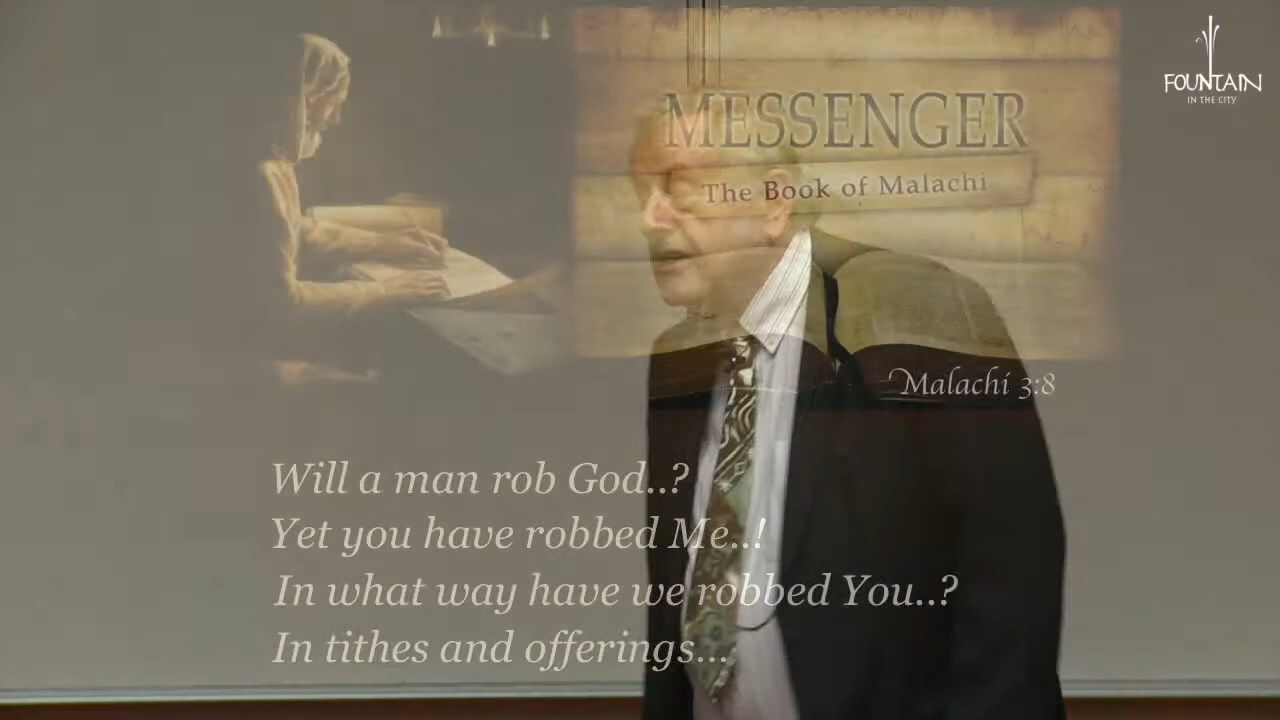 FOUNTAIN
IN THE CITY
MESSENGER
The Book of Malachi
Malachi 3:8
Will a man rob God..?
Yet you have robbed Me..!
In what way have we robbed You..?
In tithes and offerings...